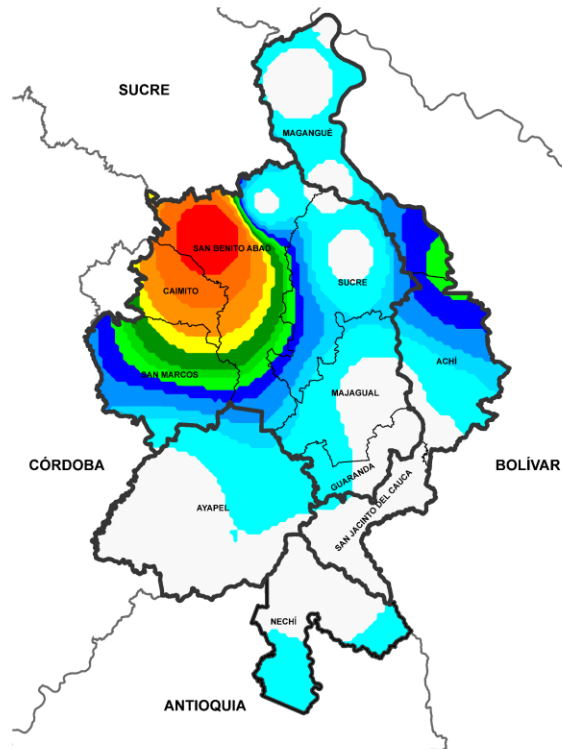 SUCRE
MAGANGUÉ
SAN BENITO ABAD
SUCRE
CAIMITO
ACHÍ
SAN MARCOS
MAJAGUAL
CÓRDOBA
BOLÍVAR
GUARANDA
AYAPEL
SAN JACINTO DEL CAUCA
NECHÍ
ANTIOQUIA